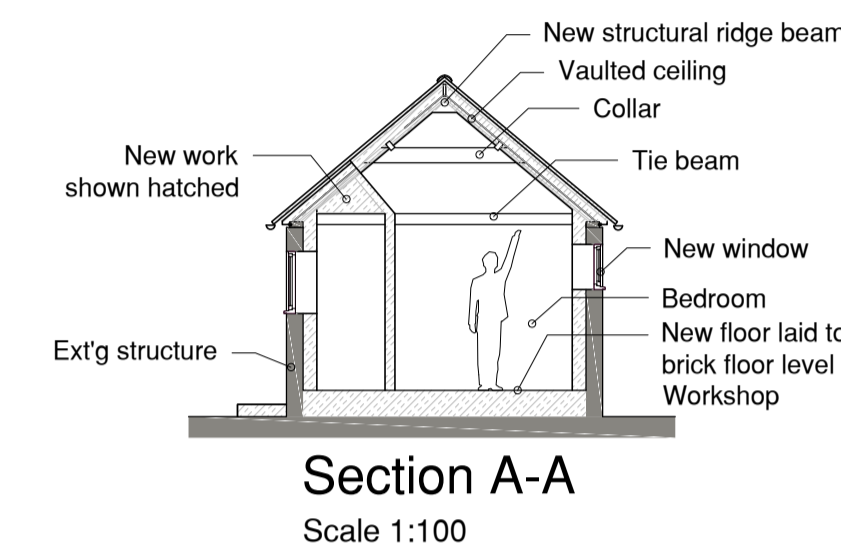 New structural ridge beam
Vaulted ceiling
Collar
New work
shown hatched
Tie beam
New window
Bedroom
New floor laid to
brick floor level
Workshop
Ext'g structure
Section A-A
Scale 1:100